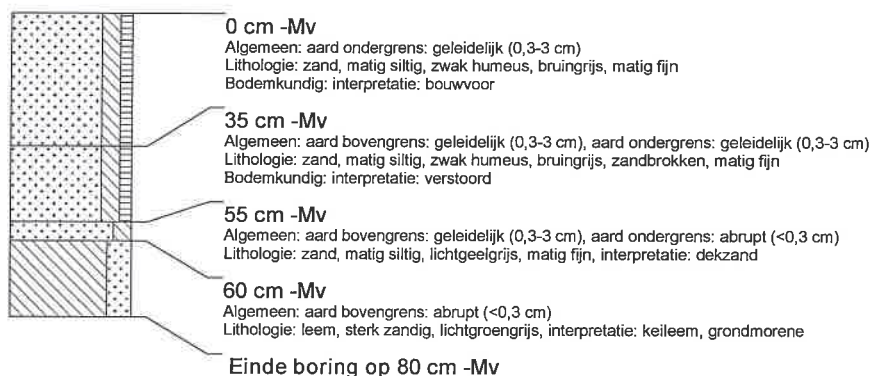 0 cm -Mv
Algemeen: aard ondergrens: geleidelijk (0,3-3 cm)
Lithologie: zand, matig siltig, zwak humeus, bruingrijs, matig fijn
Bodemkundig: interpretatie: bouwvoor
35 cm -Mv
Algemeen: aard bovengrens: geleidelijk (0,3-3 cm), aard ondergrens: geleidelijk (0,3-3 cm)
Lithologie: zand, matig siltig, zwak humeus, bruingrijs, zandbrokken, matig fijn
Bodemkundig: interpretatie: verstoord
55 cm -Mv
Algemeen: aard bovengrens: geleidelijk (0,3-3 cm), aard ondergrens: abrupt (<0,3 cm)
Lithologie: zand, matig siltig, lichtgeelgrijs, matig fijn, interpretatie: dekzand
60 cm -Mv
Algemeen: aard bovengrens: abrupt (<0,3 cm)
Lithologie: leem, sterk zandig, lichtgroengrijs, interpretatie: keileem, grondmorene
Einde boring op 80 cm -Mv